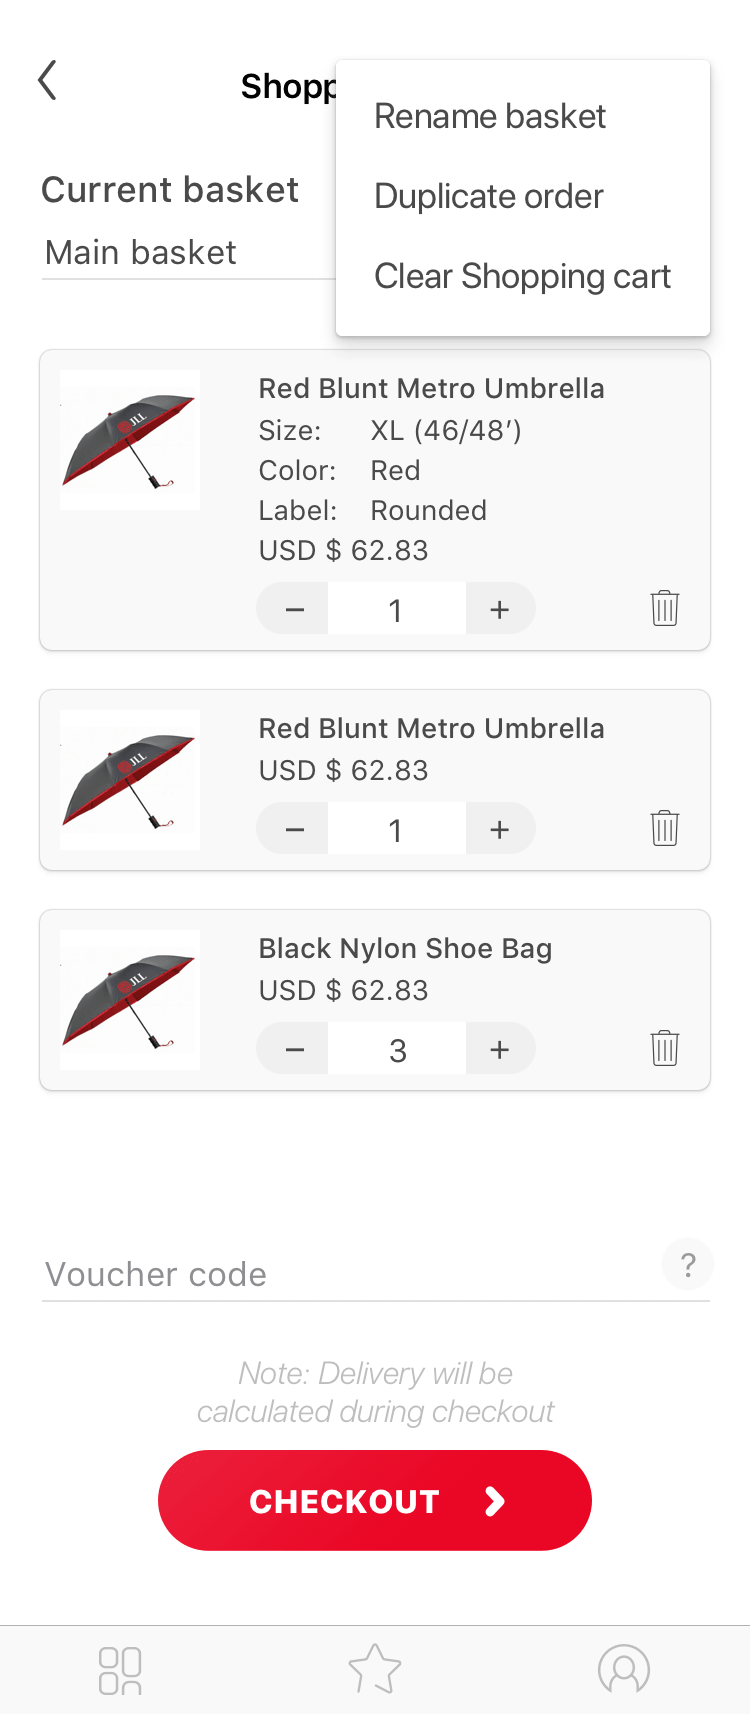 Shopp
Rename basket
Duplicate order
Clear Shopping cart
Current basket
Main basket
JLL
Red Blunt Metro Umbrella
Size: XL (46/48’)
Color: Red
Label: Rounded
USD $ 62.83
− 1 +
JLL
Red Blunt Metro Umbrella
USD $ 62.83
− 1 +
JLL
Black Nylon Shoe Bag
USD $ 62.83
− 3 +
Voucher code
?
Note: Delivery will be
calculated during checkout
CHECKOUT